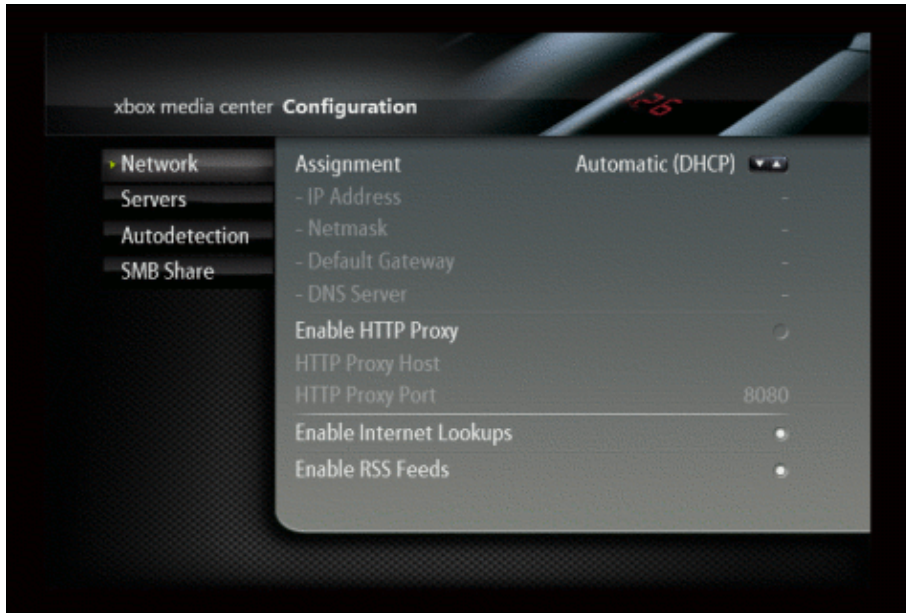 xbox media center Configuration
Network
Servers
Autodetection
SMB Share
Assignment Automatic (DHCP)
- IP Address -
- Netmask -
- Default Gateway -
- DNS Server -
Enable HTTP Proxy
HTTP Proxy Host
HTTP Proxy Port 8080
Enable Internet Lookups
Enable RSS Feeds